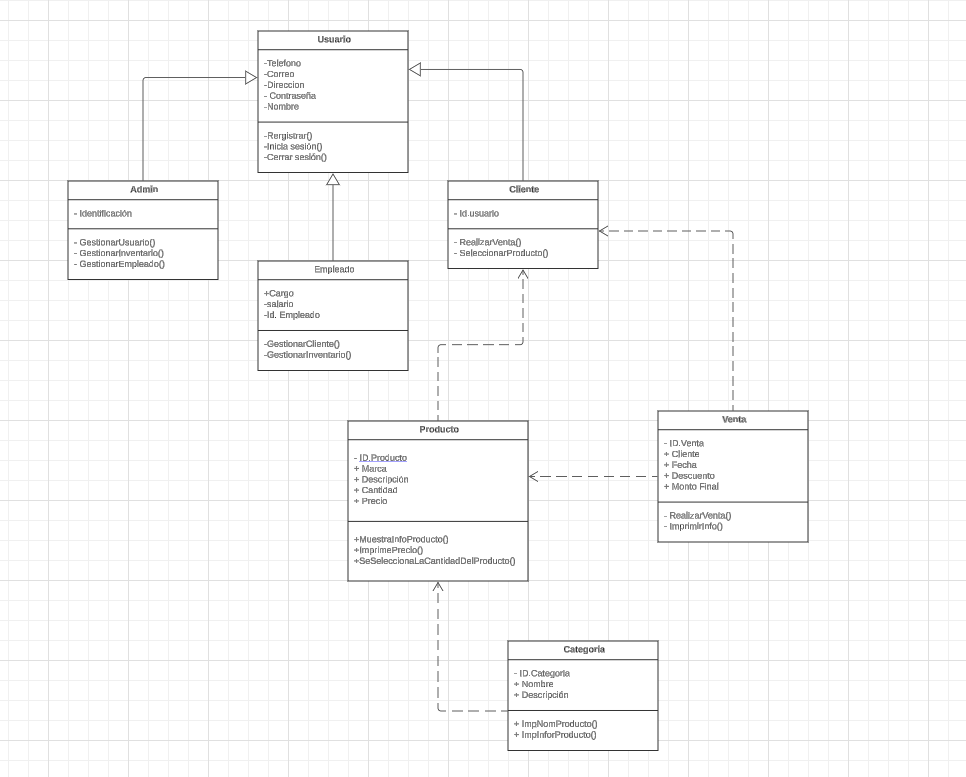 Usuario
-Telefono
-Correo
-Direccion
- Contraseña
-Nombre
-Rergistrar()
-Inicia sesión()
-Cerrar sesión()
Admin
- Identificación
- GestionarUsuario()
- GestionarInventario()
- GestionarEmpleado()
Cliente
- Id.usuario
- RealizarVenta()
- SeleccionarProducto()
Empleado
+Cargo
-salario
-Id. Empleado
-GestionarCliente()
-GestionarInventario()
Producto
- ID.Producto
+ Marca
+ Descripción
+ Cantidad
+ Precio
+MuestraInfoProducto()
+ImprimePrecio()
+SeSeleccionaLaCantidadDelProducto()
Venta
- ID.Venta
+ Cliente
+ Fecha
+ Descuento
+ Monto Final
- RealizarVenta()
- ImprimirInfo()
Categoria
- ID.Categoria
+ Nombre
+ Descripción
+ ImpNomProducto()
+ ImpInforProducto()